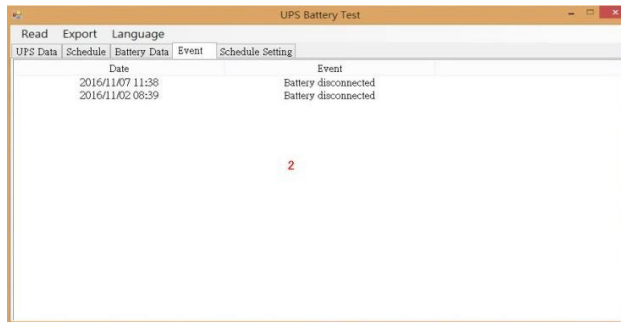 UPS Battery Test
Read Export Language
UPS Data Schedule Battery Data Event Schedule Setting
Date Event
2016/11/07 11:38 Battery disconnected
2016/11/02 08:39 Battery disconnected
2